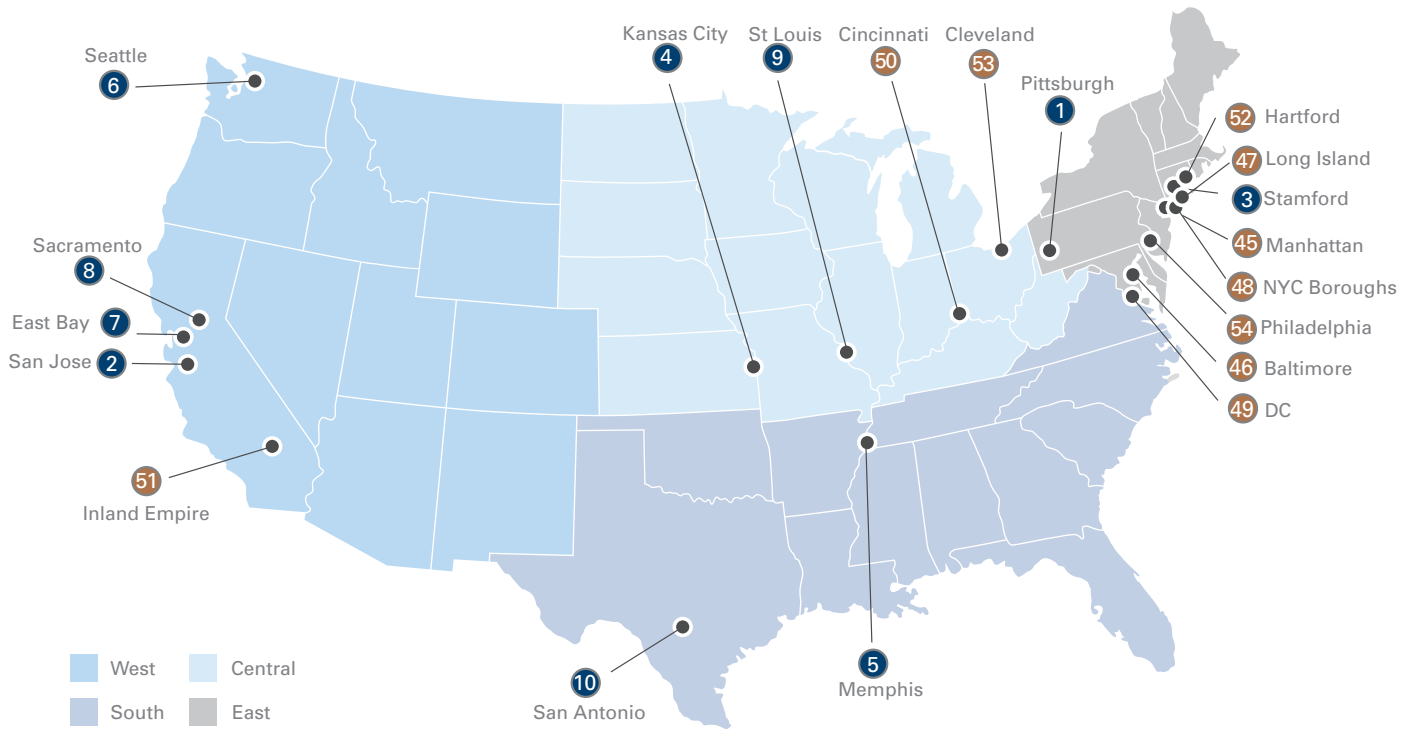 Kansas City
4
St Louis
9
Cincinnati
50
Cleveland
53
Seattle
6
Pittsburgh
1
52 Hartford
47 Long Island
3 Stamford
45 Manhattan
48 NYC Boroughs
54 Philadelphia
46 Baltimore
49 DC
Sacramento
8
East Bay 7
San Jose 2
51
Inland Empire
10
San Antonio
5
Memphis
West
Central
South
East